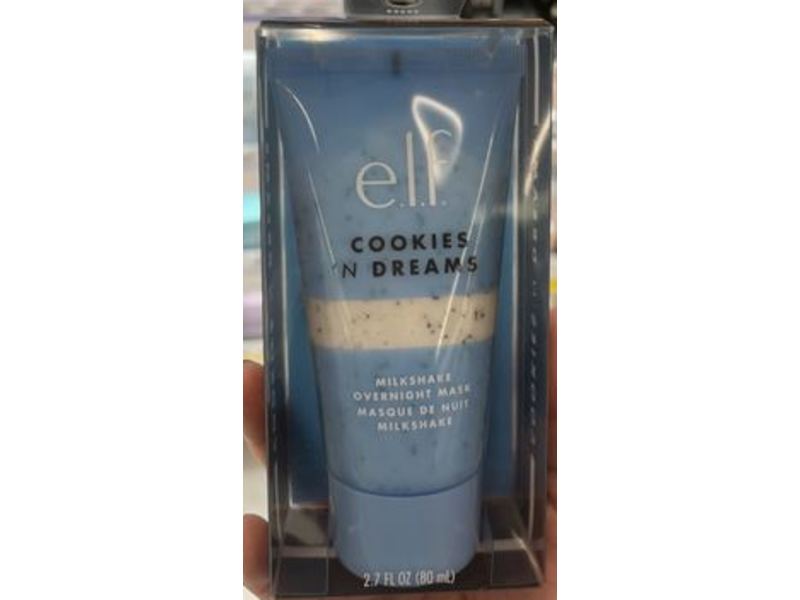 e.l.f.
COOKIES
'N DREAMS
MILKSHAKE
OVERNIGHT MASK
MASQUE DE NUIT
MILKSHAKE
2.7 FL OZ (80 mL)